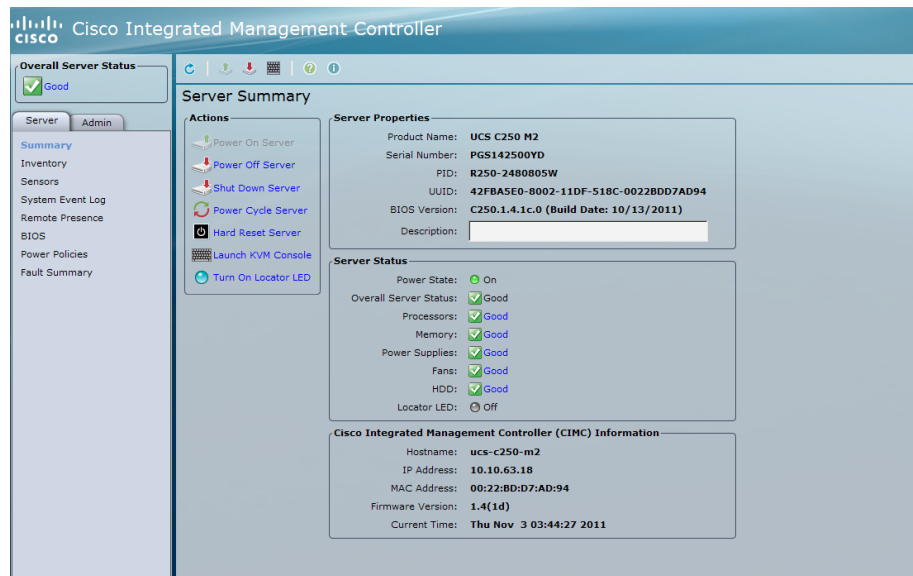 CISCO
Cisco Integrated Management Controller
Overall Server Status
Good
Server
Admin
Summary
Inventory
Sensors
System Event Log
Remote Presence
BIOS
Power Policies
Fault Summary
Server Summary
Actions
Power On Server
Power Off Server
Shut Down Server
Power Cycle Server
Hard Reset Server
Launch KVM Console
Turn On Locator LED
Server Properties
Product Name: UCS C250 M2
Serial Number: PGS142500YD
PID: R250-2480805W
UUID: 42FBA5E0-8002-11DF-518C-0022BDD7AD94
BIOS Version: C250.1.4.1c.0 (Build Date: 10/13/2011)
Description:
Server Status
Power State: On
Overall Server Status: Good
Processors: Good
Memory: Good
Power Supplies: Good
Fans: Good
HDD: Good
Locator LED: Off
Cisco Integrated Management Controller (CIMC) Information
Hostname: ucs-c250-m2
IP Address: 10.10.63.18
MAC Address: 00:22:BD:D7:AD:94
Firmware Version: 1.4(1d)
Current Time: Thu Nov 3 03:44:27 2011